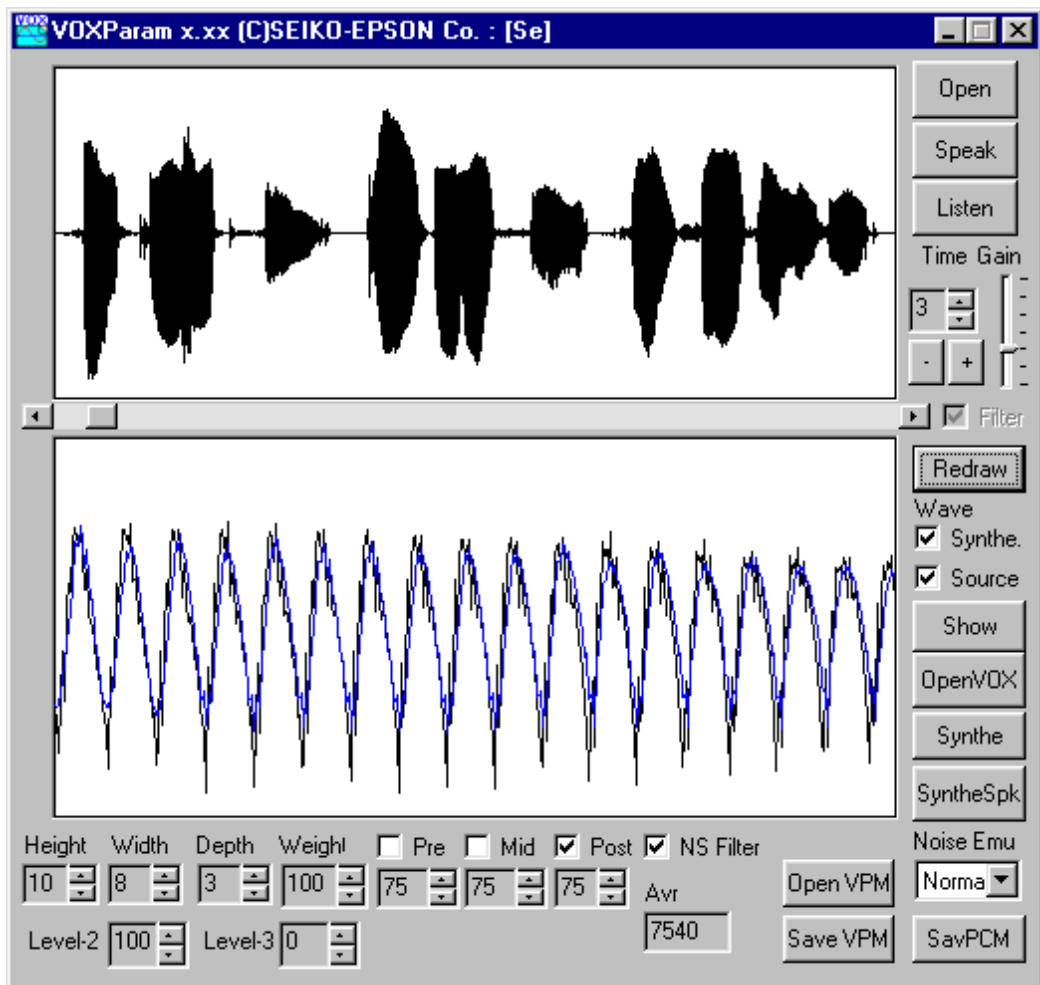 VOX
VOXParam x.xx (C)SEIKO-EPSON Co. : [Se]
Open
Speak
Listen
Time Gain
3
- +
Filter
Redraw
Wave
Synthe.
Source
Show
OpenVOX
Synthe
SyntheSpk
Height Width Depth Weight Pre Mid Post NS Filter Noise Emu
10 8 3 100 75 75 75 Avr Open VPM Norma
Level-2 100 Level-3 0 7540 Save VPM SavPCM